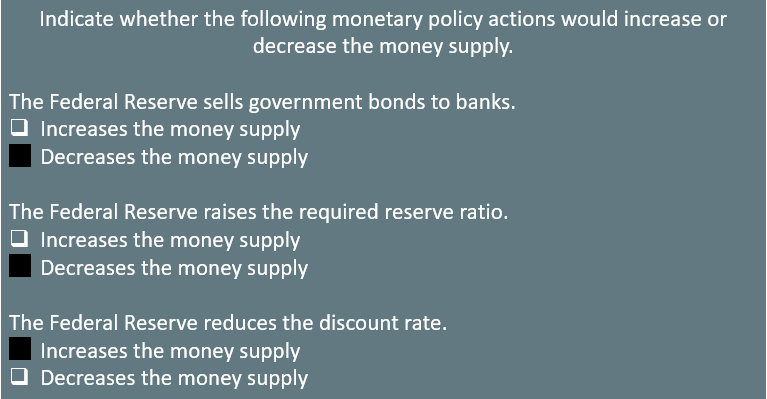 Indicate whether the following monetary policy actions would increase or
decrease the money supply.
The Federal Reserve sells government bonds to banks.
❑ Increases the money supply
■ Decreases the money supply
The Federal Reserve raises the required reserve ratio.
❑ Increases the money supply
■ Decreases the money supply
The Federal Reserve reduces the discount rate.
■ Increases the money supply
❑ Decreases the money supply